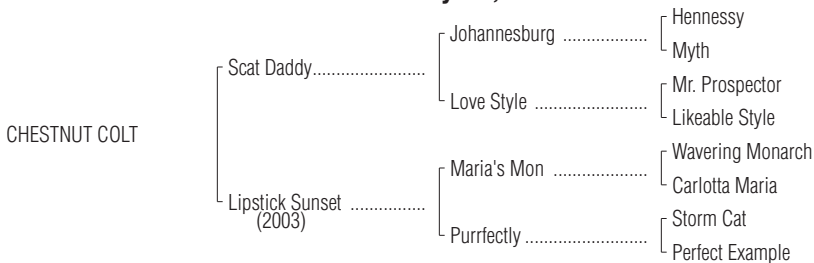 Hennessy
Johannesburg ..................
Myth
Scat Daddy........................
Mr. Prospector
Love Style ........................
Likeable Style
CHESTNUT COLT
Wavering Monarch
Maria's Mon ....................
Carlotta Maria
Lipstick Sunset ................
(2003)
Storm Cat
Purrfectly ..........................
Perfect Example